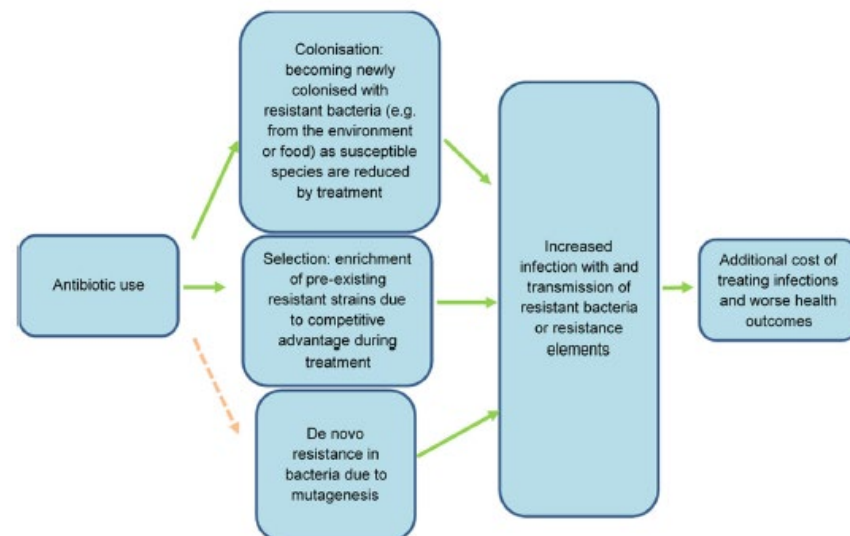 Colonisation:
becoming newly
colonised with
resistant bacteria (e.g.
from the environment
or food) as susceptible
species are reduced
by treatment
Antibiotic use
Selection: enrichment
of pre-existing
resistant strains due
to competitive
advantage during
treatment
De novo
resistance in
bacteria due to
mutagenesis
Increased
infection with and
transmission of
resistant bacteria
or resistance
elements
Additional cost of
treating infections
and worse health
outcomes